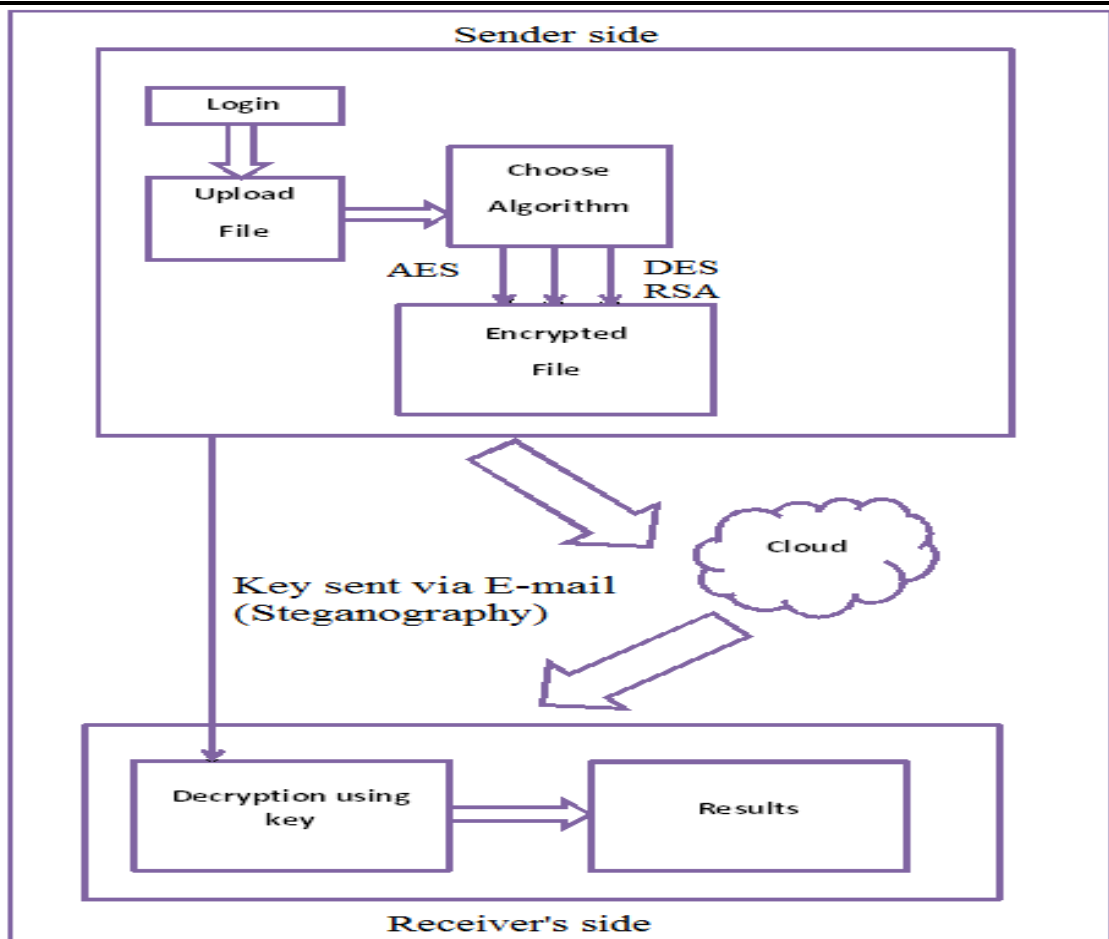 Sender side
Login
Upload
File
Choose
Algorithm
AES
DES
RSA
Encrypted
File
Cloud
Key sent via E-mail
(Steganography)
Decryption using
key
Results
Receiver's side